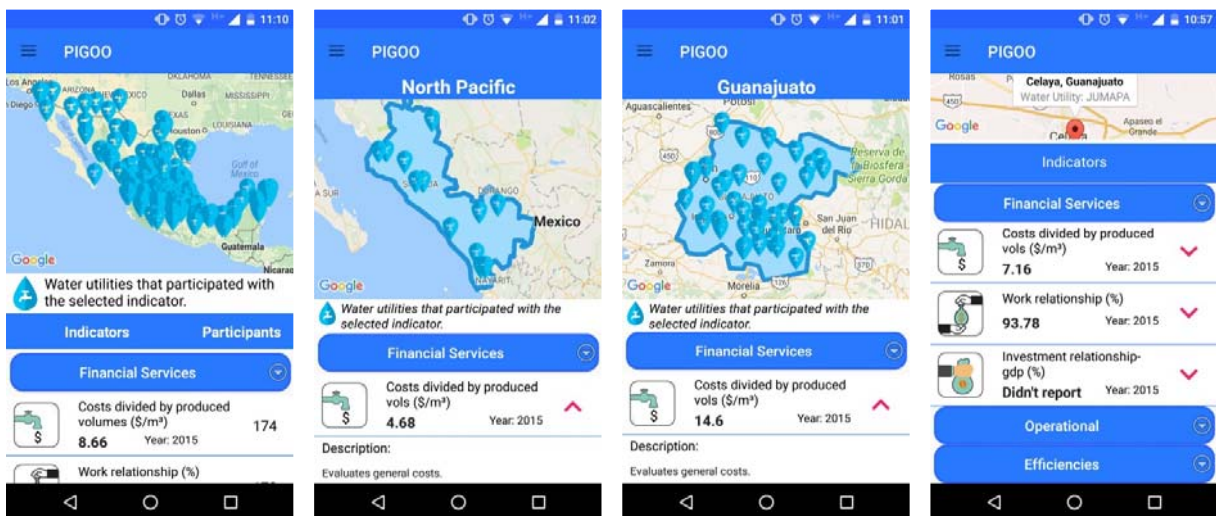 11:10
PIGOO
Los Angeles
ARIZONA
OKLAHOMA
TENNESSEE
Dallas
MISSISSIPPI
San Diego
TEXAS
Houston
LOUISIANA
Gulf of
Mexico
Guatemala
Google
Water utilities that participated with
the selected indicator.
Indicators Participants
Financial Services
Costs divided by produced
volumes ($/m³)
8.66 Year: 2015 174
$
Work relationship (%)
11:02
PIGOO
North Pacific
DURANGO
Mexico
NAYARIT
Google
Water utilities that participated with the
selected indicator.
Financial Services
Costs divided by produced
vols ($/m³)
4.68 Year: 2015
$
Description:
Evaluates general costs.
11:01
PIGOO
Guanajuato
Aguascalientes
Potosí
Reserva de
la Biosfera
Sierra Gorda
110
San Juan
del Río
HIDAL
Zamora
Morelia
Google
Water utilities that participated with the
selected indicator.
Financial Services
Costs divided by produced
vols ($/m³)
14.6 Year: 2015
$
Description:
Evaluates general costs.
10:57
PIGOO
Celaya, Guanajuato
Water Utility: JUMAPA
Apaseo el
Grande
Google
Indicators
Financial Services
Costs divided by produced
vols ($/m³)
7.16 Year: 2015
$
Work relationship (%)
93.78 Year: 2015
Investment relationship-
gdp (%)
Didn't report Year: 2015
Operational
Efficiencies